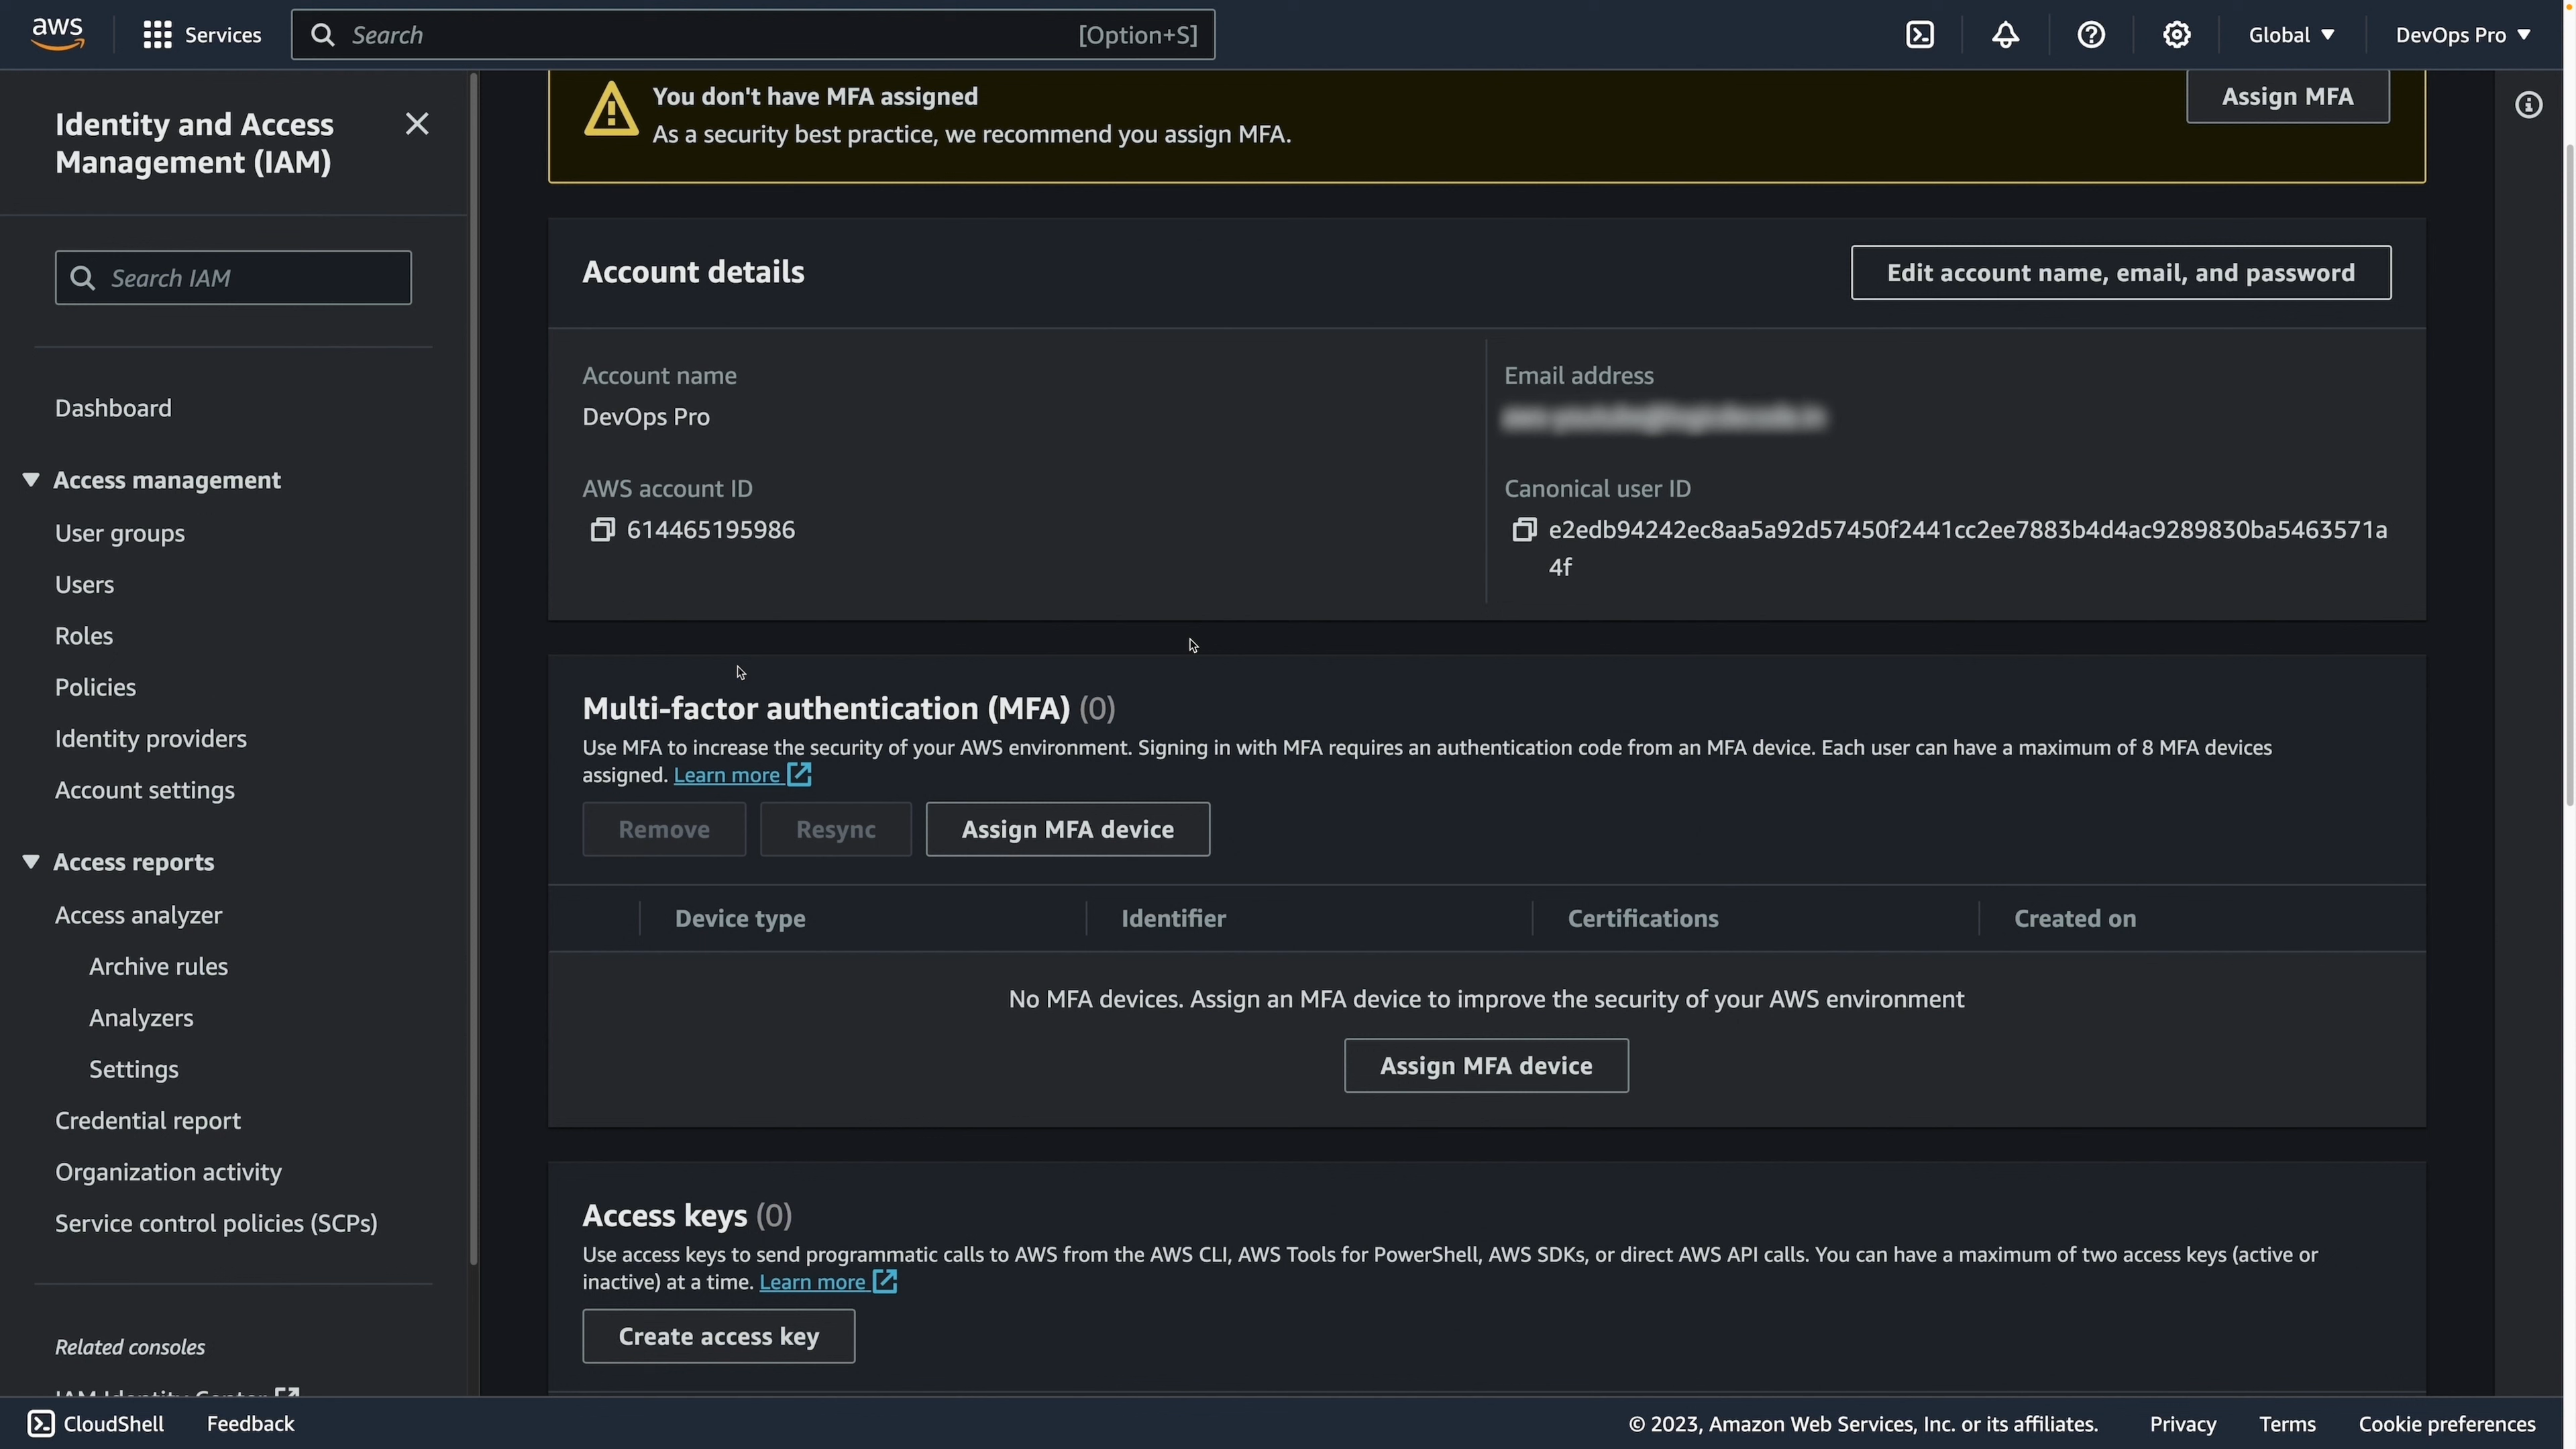 aws
Services
Search
[Option+S]
Global
DevOps Pro
Identity and Access
Management (IAM)
Search IAM
Dashboard
Access management
User groups
Users
Roles
Policies
Identity providers
Account settings
Access reports
Access analyzer
Archive rules
Analyzers
Settings
Credential report
Organization activity
Service control policies (SCPs)
Related consoles
IAM Identity Center
You don't have MFA assigned
As a security best practice, we recommend you assign MFA.
Assign MFA
Account details
Edit account name, email, and password
Account name
DevOps Pro
AWS account ID
614465195986
Email address
Canonical user ID
e2edb94242ec8aa5a92d57450f2441cc2ee7883b4d4ac9289830ba5463571a
4f
Multi-factor authentication (MFA) (0)
Use MFA to increase the security of your AWS environment. Signing in with MFA requires an authentication code from an MFA device. Each user can have a maximum of 8 MFA devices
assigned. Learn more
Remove
Resync
Assign MFA device
Device type
Identifier
Certifications
Created on
No MFA devices. Assign an MFA device to improve the security of your AWS environment
Assign MFA device
Access keys (0)
Use access keys to send programmatic calls to AWS from the AWS CLI, AWS Tools for PowerShell, AWS SDKs, or direct AWS API calls. You can have a maximum of two access keys (active or
inactive) at a time. Learn more
Create access key
CloudShell
Feedback
© 2023, Amazon Web Services, Inc. or its affiliates.
Privacy
Terms
Cookie preferences